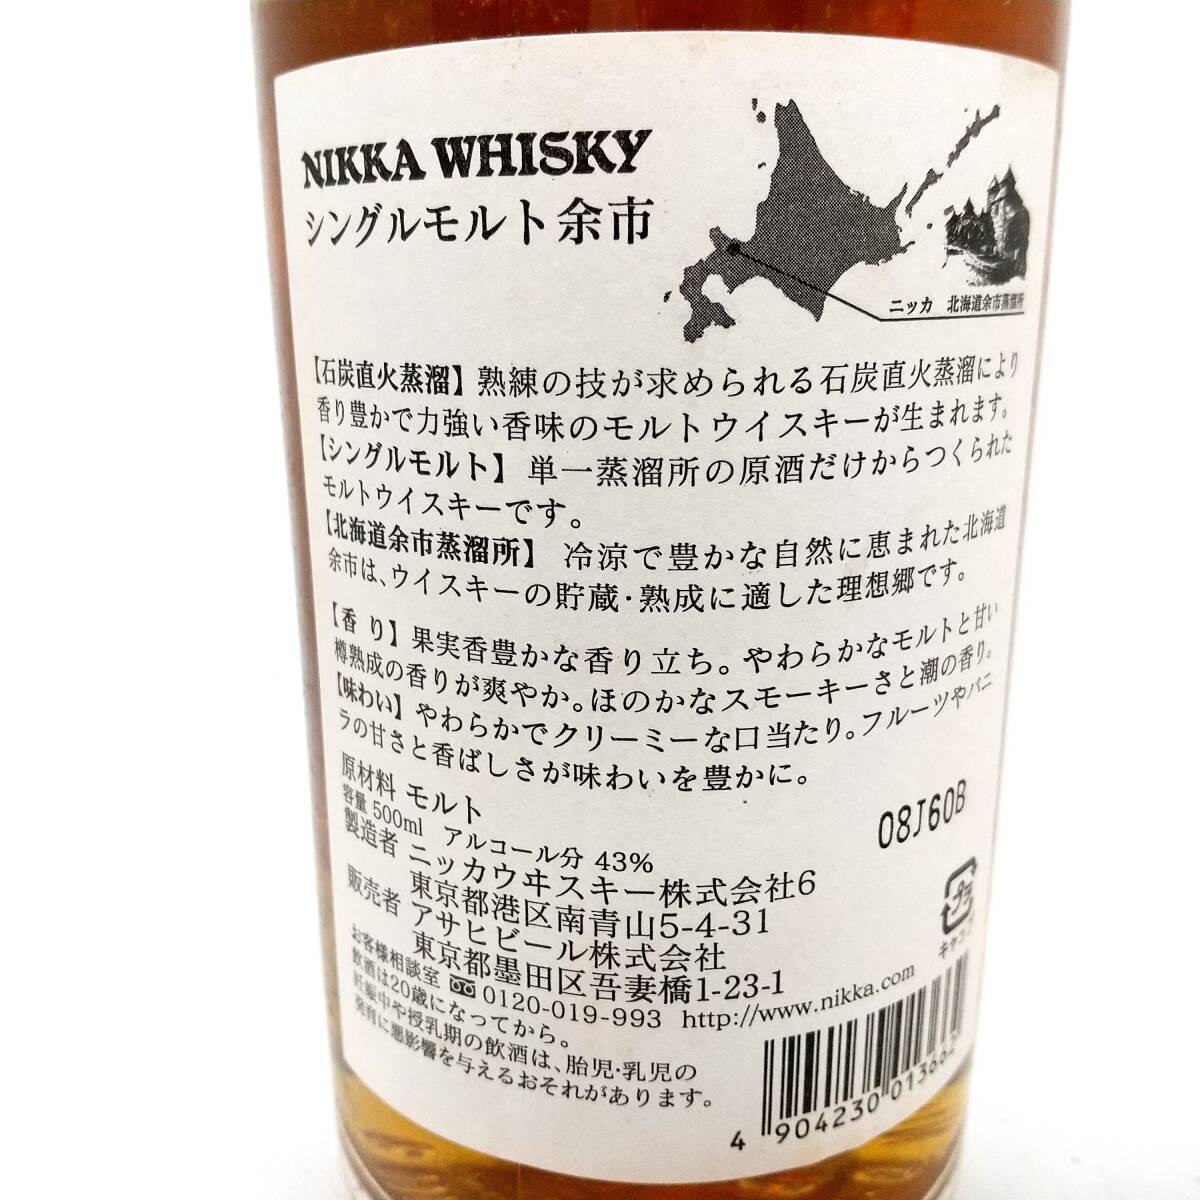 NIKKA WHISKY
シングルモルト余市
ニッカ 北海道余市蒸溜所
【石炭直火蒸溜】熟練の技が求められる石炭直火蒸溜により
香り豊かで力強い香味のモルトウイスキーが生まれます。
【シングルモルト】単一蒸溜所の原酒だけからつくられた
モルトウイスキーです。
【北海道余市蒸溜所】冷涼で豊かな自然に恵まれた北海道
余市は、ウイスキーの貯蔵・熟成に適した理想郷です。
【香り】果実香豊かな香り立ち。やわらかなモルトと甘い
樽熟成の香りが爽やか。ほのかなスモーキーさと潮の香り。
【味わい】やわらかでクリーミーな口当たり。フルーツやバニ
ラの甘さと香ばしさが味わいを豊かに。
原材料 モルト
容量 500ml アルコール分 43%
製造者 ニッカウヰスキー株式会社6
東京都港区南青山5-4-31
販売者 アサヒビール株式会社
東京都墨田区吾妻橋1-23-1
お客様相談室 0120-019-993 http://www.nikka.com
飲酒は20歳になってから。
妊娠中や授乳期の飲酒は、胎児・乳児の
発育に悪影響を与えるおそれがあります。
08J60B
プラ
キャップ
4 904230 013662